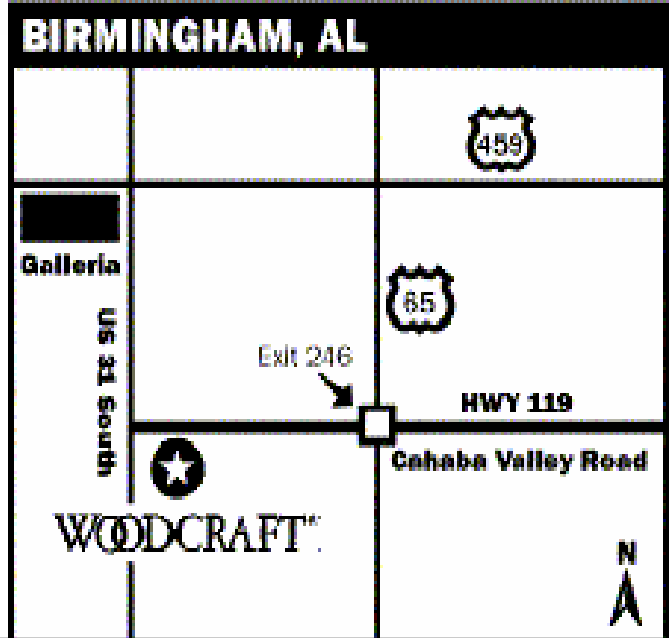 BIRMINGHAM, AL
459
Galleria
65
US 31 South
Exit 246
HWY 119
Cahaba Valley Road
WOODCRAFT
N